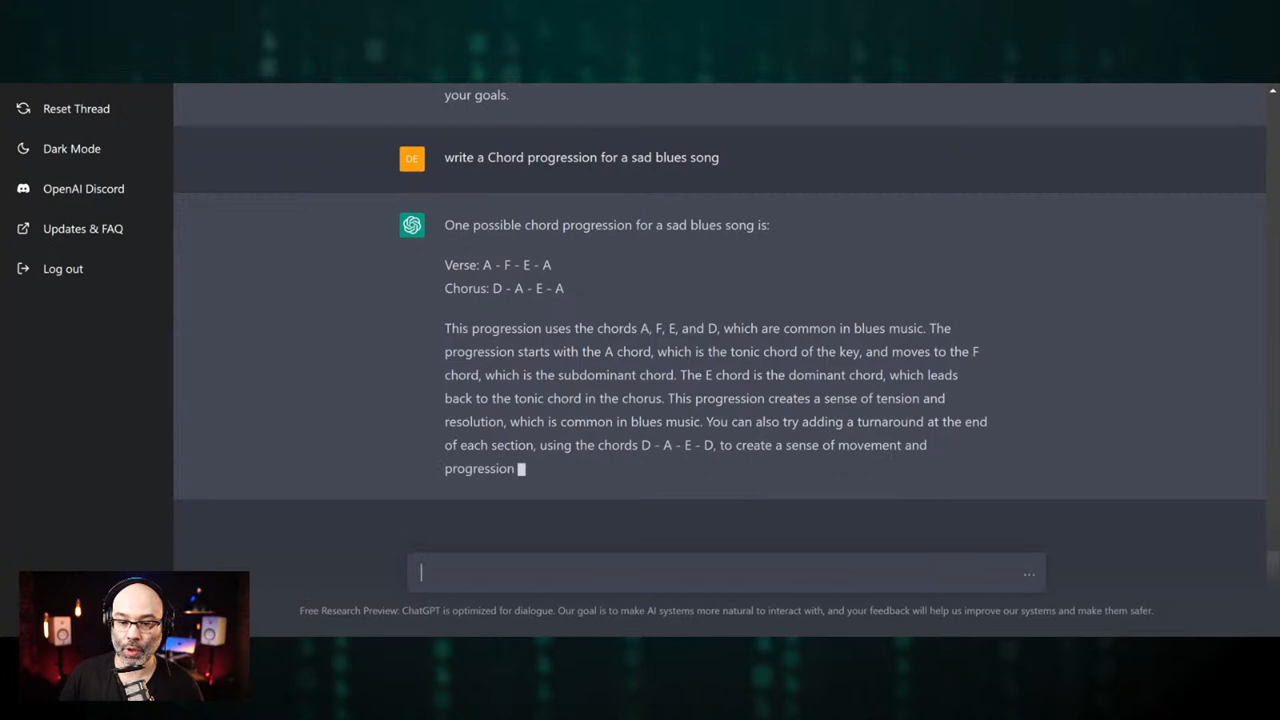 Reset Thread
Dark Mode
OpenAI Discord
Updates & FAQ
Log out
your goals.
DE
write a Chord progression for a sad blues song
One possible chord progression for a sad blues song is:
Verse: A - F - E - A
Chorus: D - A - E - A
This progression uses the chords A, F, E, and D, which are common in blues music. The
progression starts with the A chord, which is the tonic chord of the key, and moves to the F
chord, which is the subdominant chord. The E chord is the dominant chord, which leads
back to the tonic chord in the chorus. This progression creates a sense of tension and
resolution, which is common in blues music. You can also try adding a turnaround at the end
of each section, using the chords D - A - E - D, to create a sense of movement and
progression
...
Free Research Preview: ChatGPT is optimized for dialogue. Our goal is to make AI systems more natural to interact with, and your feedback will help us improve our systems and make them safer.